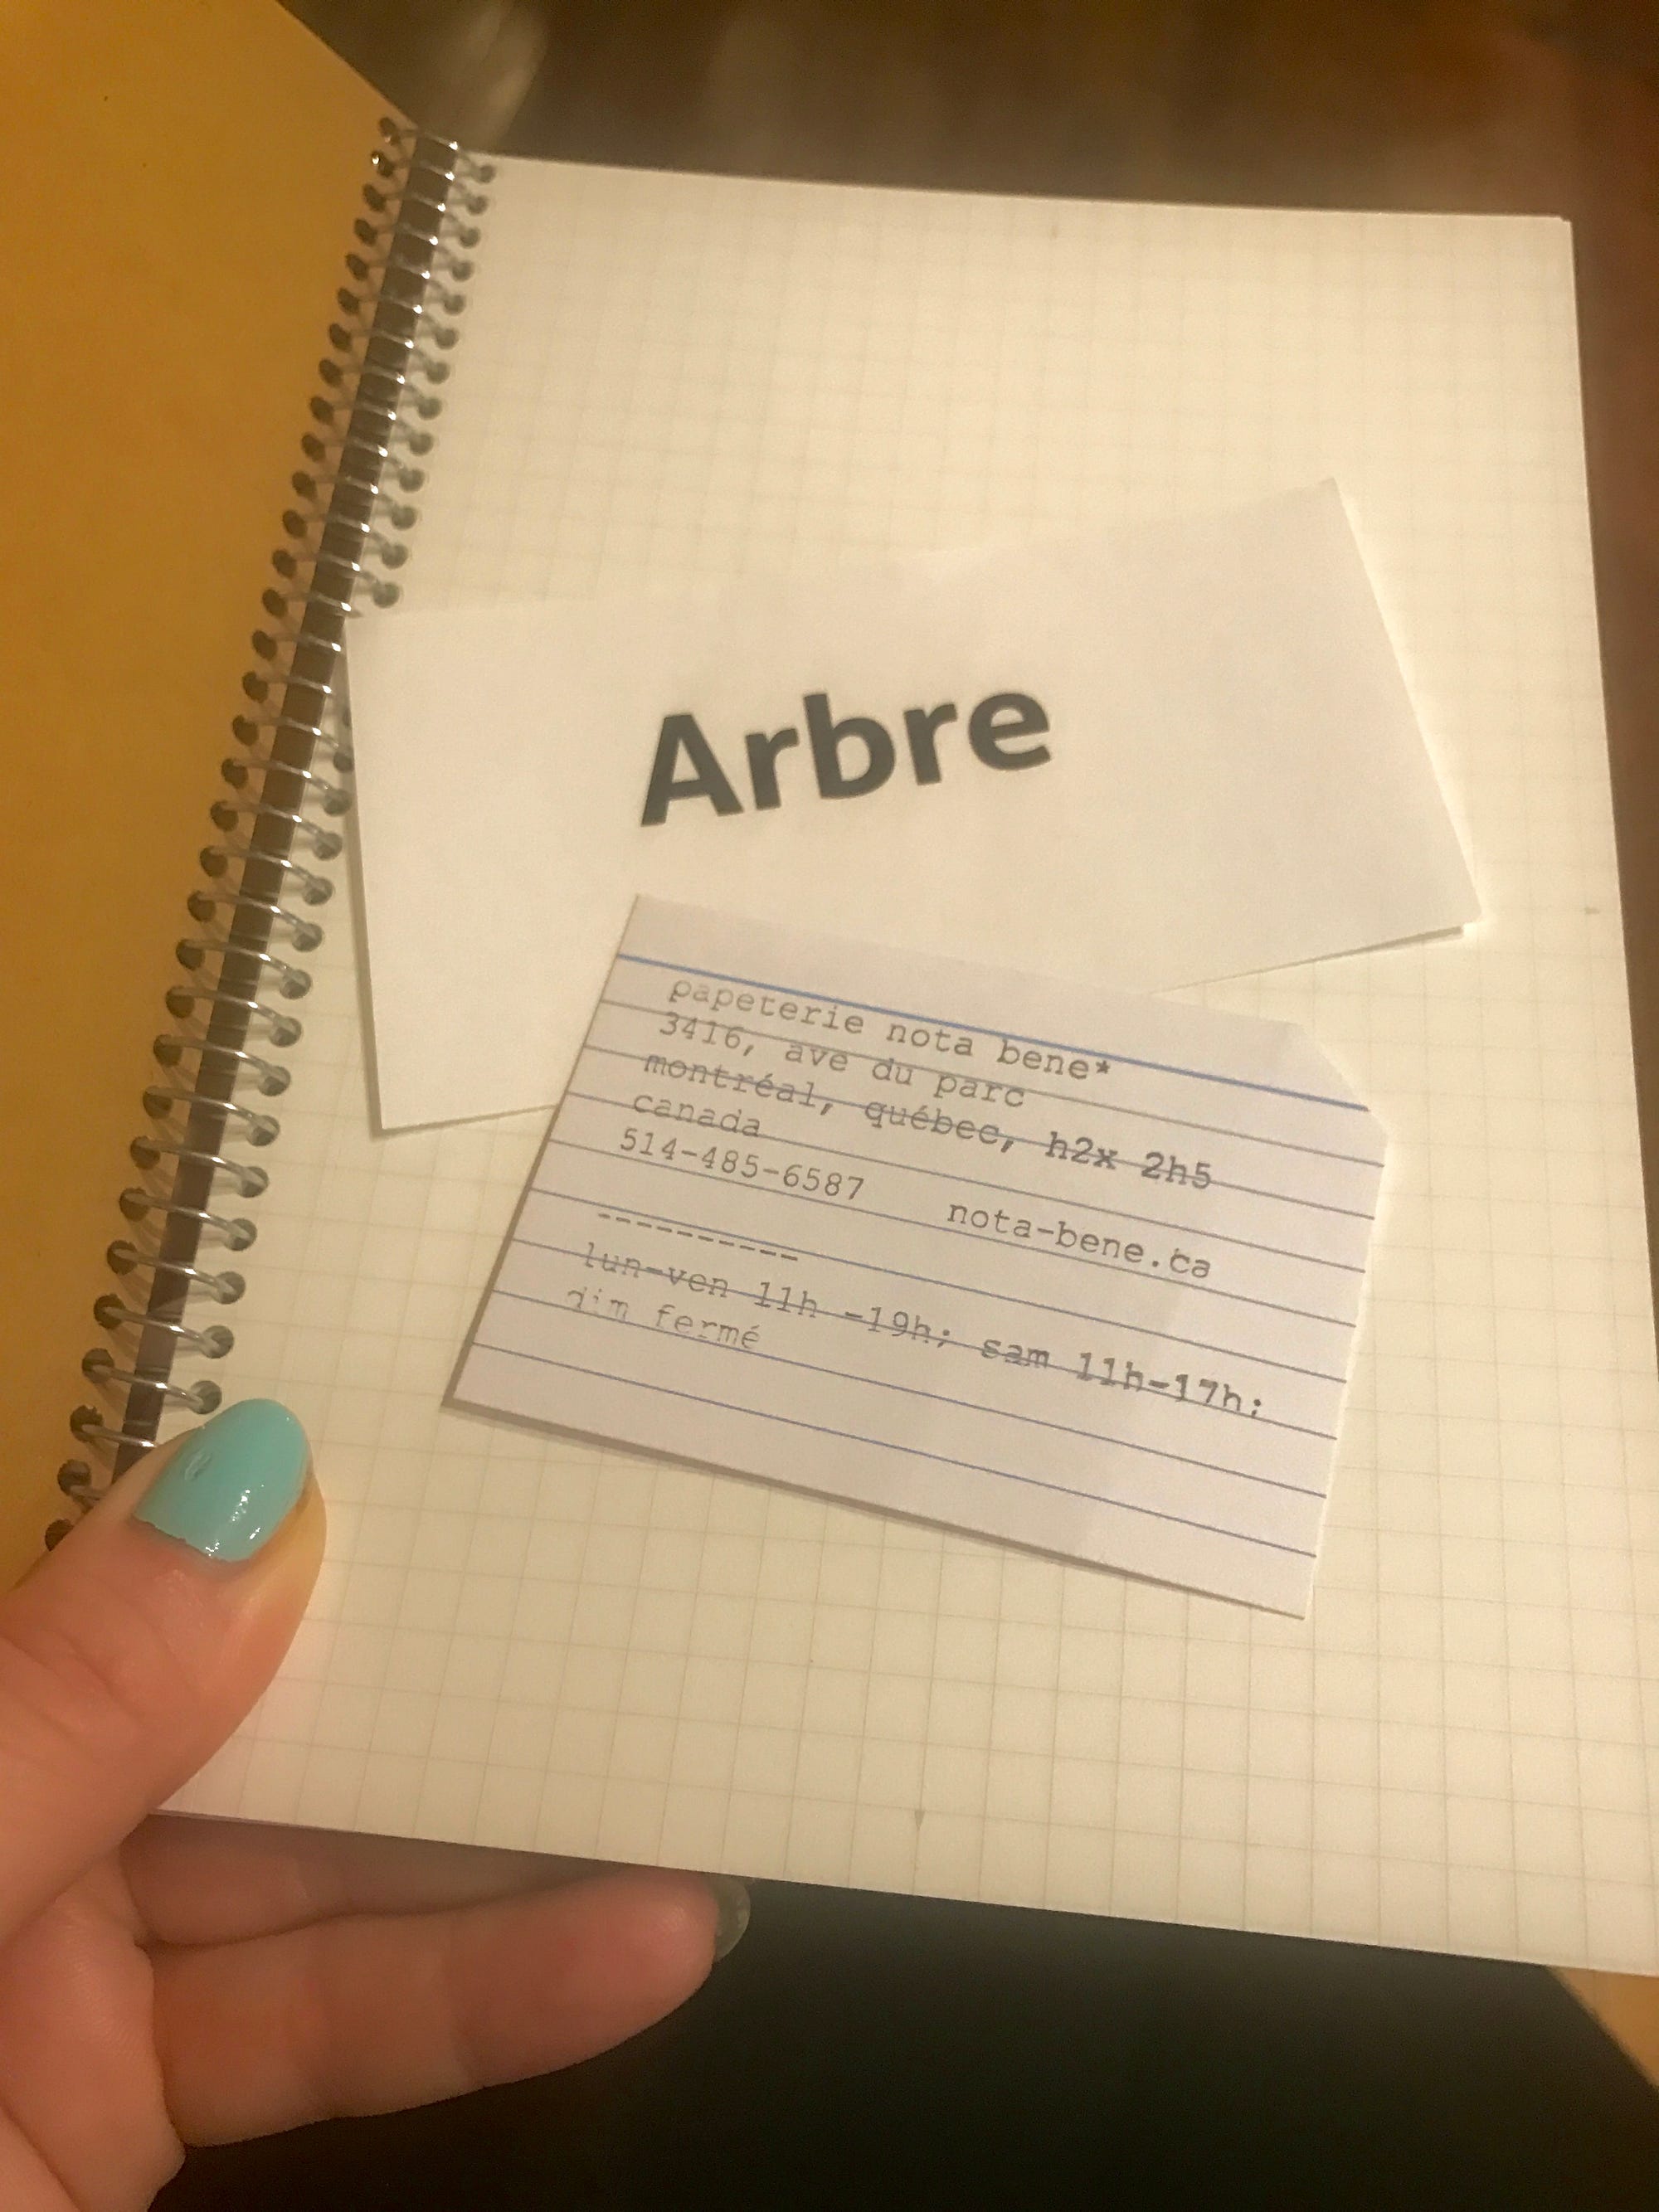 Arbre
papeterie nota bene*
3416, ave du parc
montréal, québec, h2x 2h5
canada
514-485-6587 nota-bene.ca
----------
lun-ven 11h -19h; sam 11h-17h;
dim fermé